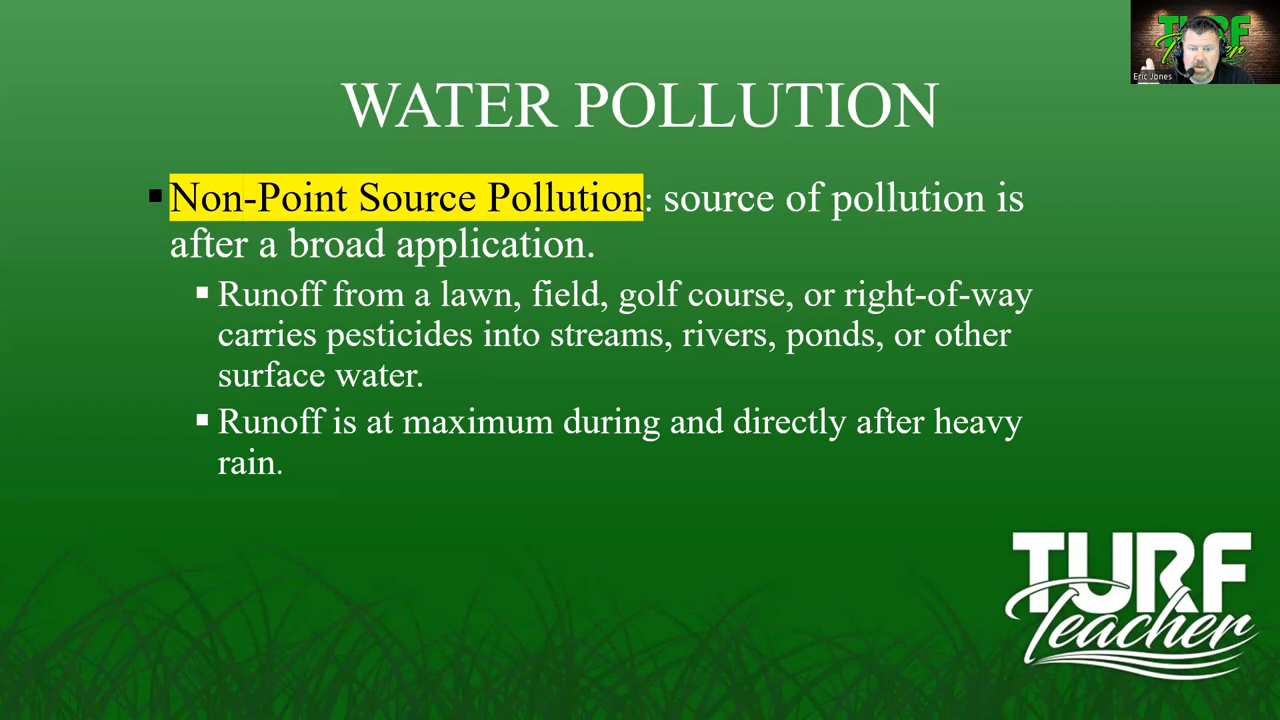 TURF
Teacher
Eric Jones
WATER POLLUTION
Non-Point Source Pollution: source of pollution is
after a broad application.
Runoff from a lawn, field, golf course, or right-of-way
carries pesticides into streams, rivers, ponds, or other
surface water.
Runoff is at maximum during and directly after heavy
rain.
TURF
Teacher